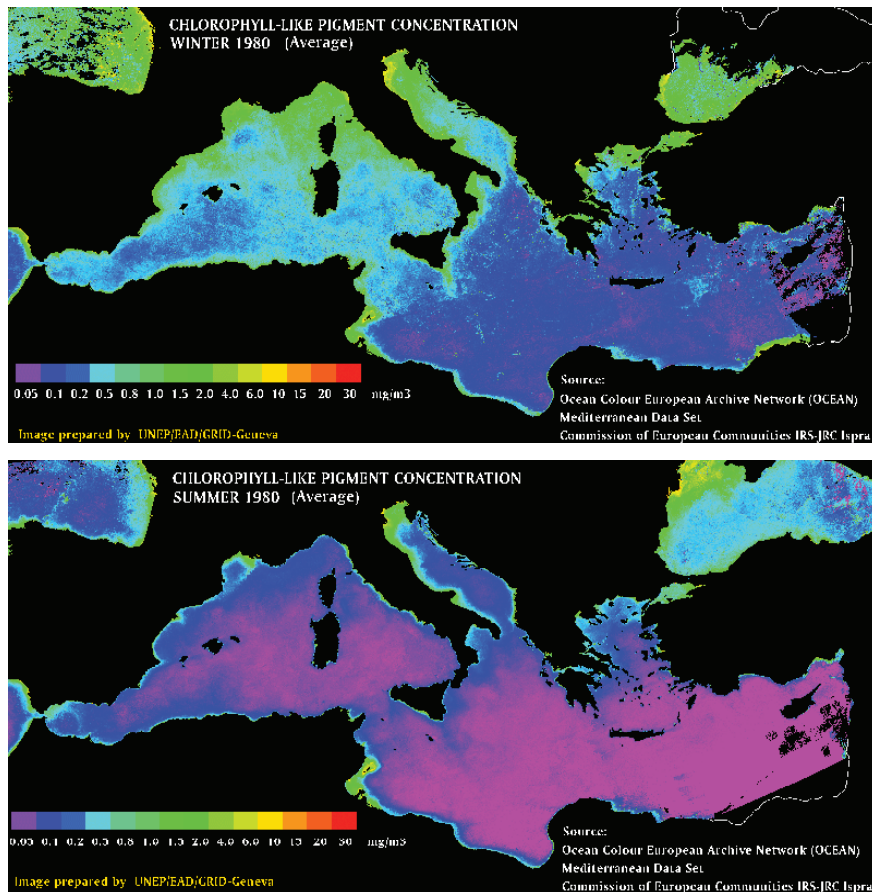 CHLOROPHYLL-LIKE PIGMENT CONCENTRATION
WINTER 1980 (Average)
0.05 0.1 0.2 0.5 0.8 1.0 2.0 4.0 6.0 10 15 20 30 mg/m3
Image prepared by UNEP/EAD/GRID-Geneva
Source:
Ocean Colour European Archive Network (OCEAN)
Mediterranean Data Set
Commission of European Communities IRS-JRC Ispra
CHLOROPHYLL-LIKE PIGMENT CONCENTRATION
SUMMER 1980 (Average)
0.05 0.1 0.2 0.5 0.8 1.0 2.0 4.0 6.0 10 15 20 30 mg/m3
Image prepared by UNEP/EAD/GRID-Geneva
Source:
Ocean Colour European Archive Network (OCEAN)
Mediterranean Data Set
Commission of European Communities IRS-JRC Ispra